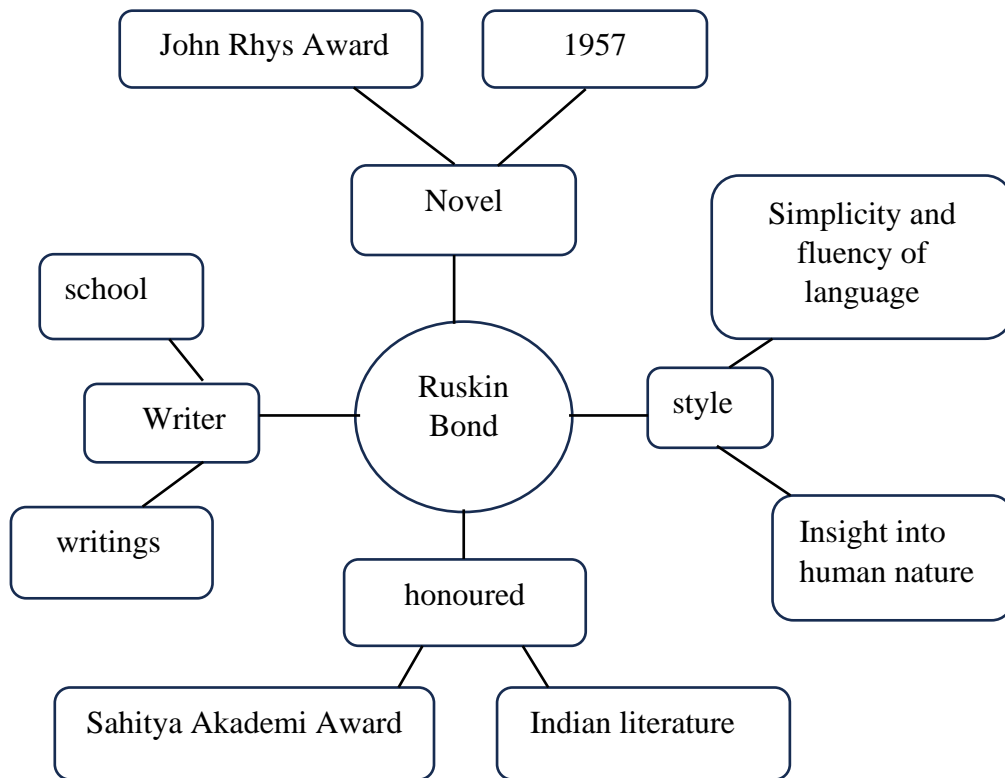 John Rhys Award
1957
Novel
Simplicity and
fluency of
language
school
Ruskin
Bond
Writer
style
writings
Insight into
human nature
honoured
Sahitya Akademi Award
Indian literature